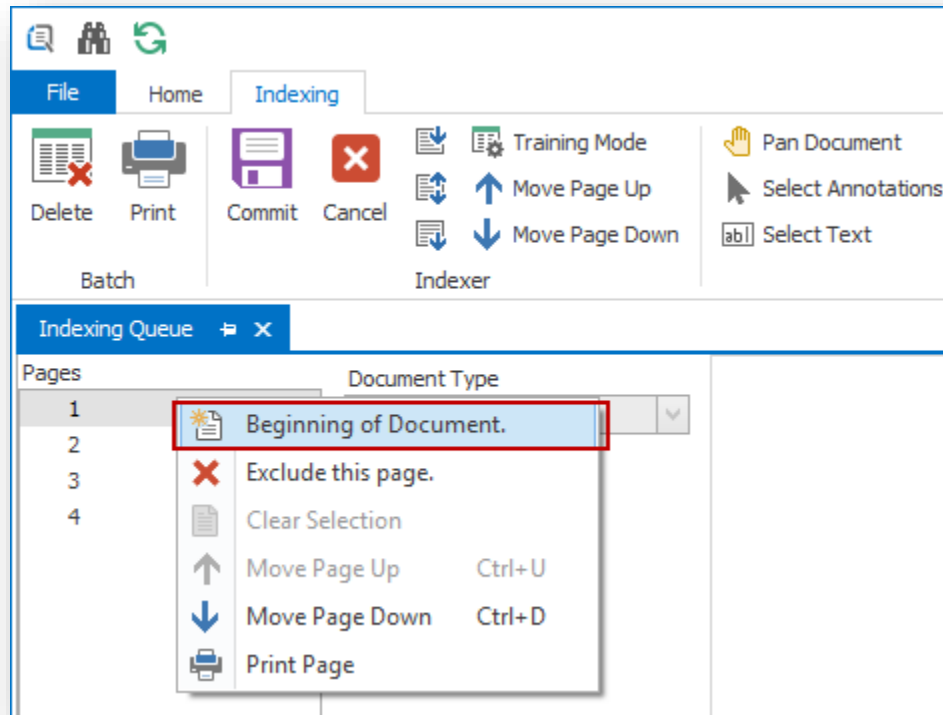 File Home Indexing
Training Mode Pan Document
Move Page Up Select Annotations
Delete Print Commit Cancel
Move Page Down ab Select Text
Batch Indexer
Indexing Queue
Pages
Document Type
1
Beginning of Document.
2
Exclude this page.
3
4
Clear Selection
Move Page Up Ctrl+U
Move Page Down Ctrl+D
Print Page